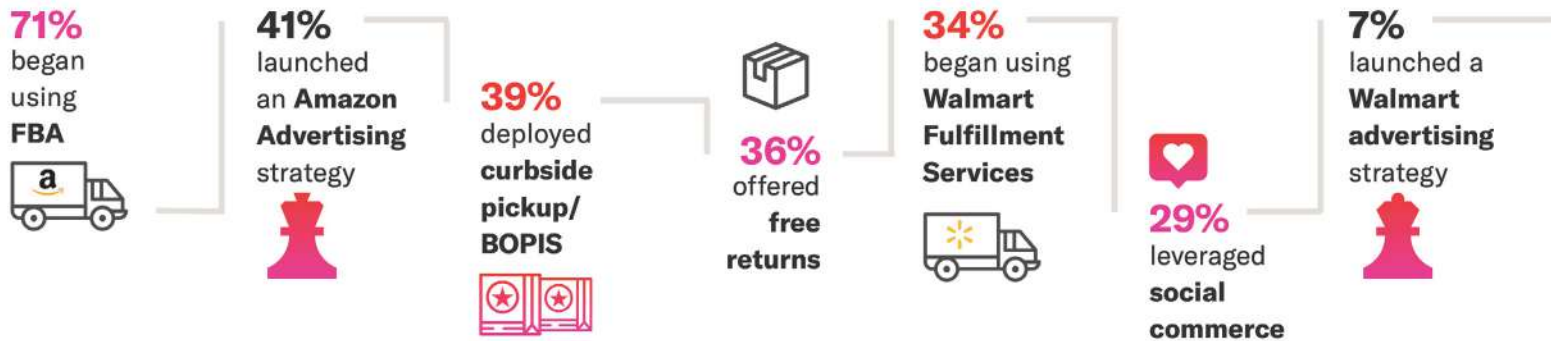 71%
began
using
FBA
a
41%
launched
an Amazon
Advertising
strategy
39%
deployed
curbside
pickup/
BOPIS
36%
offered
free
returns
34%
began using
Walmart
Fulfillment
Services
29%
leveraged
social
commerce
7%
launched a
Walmart
advertising
strategy